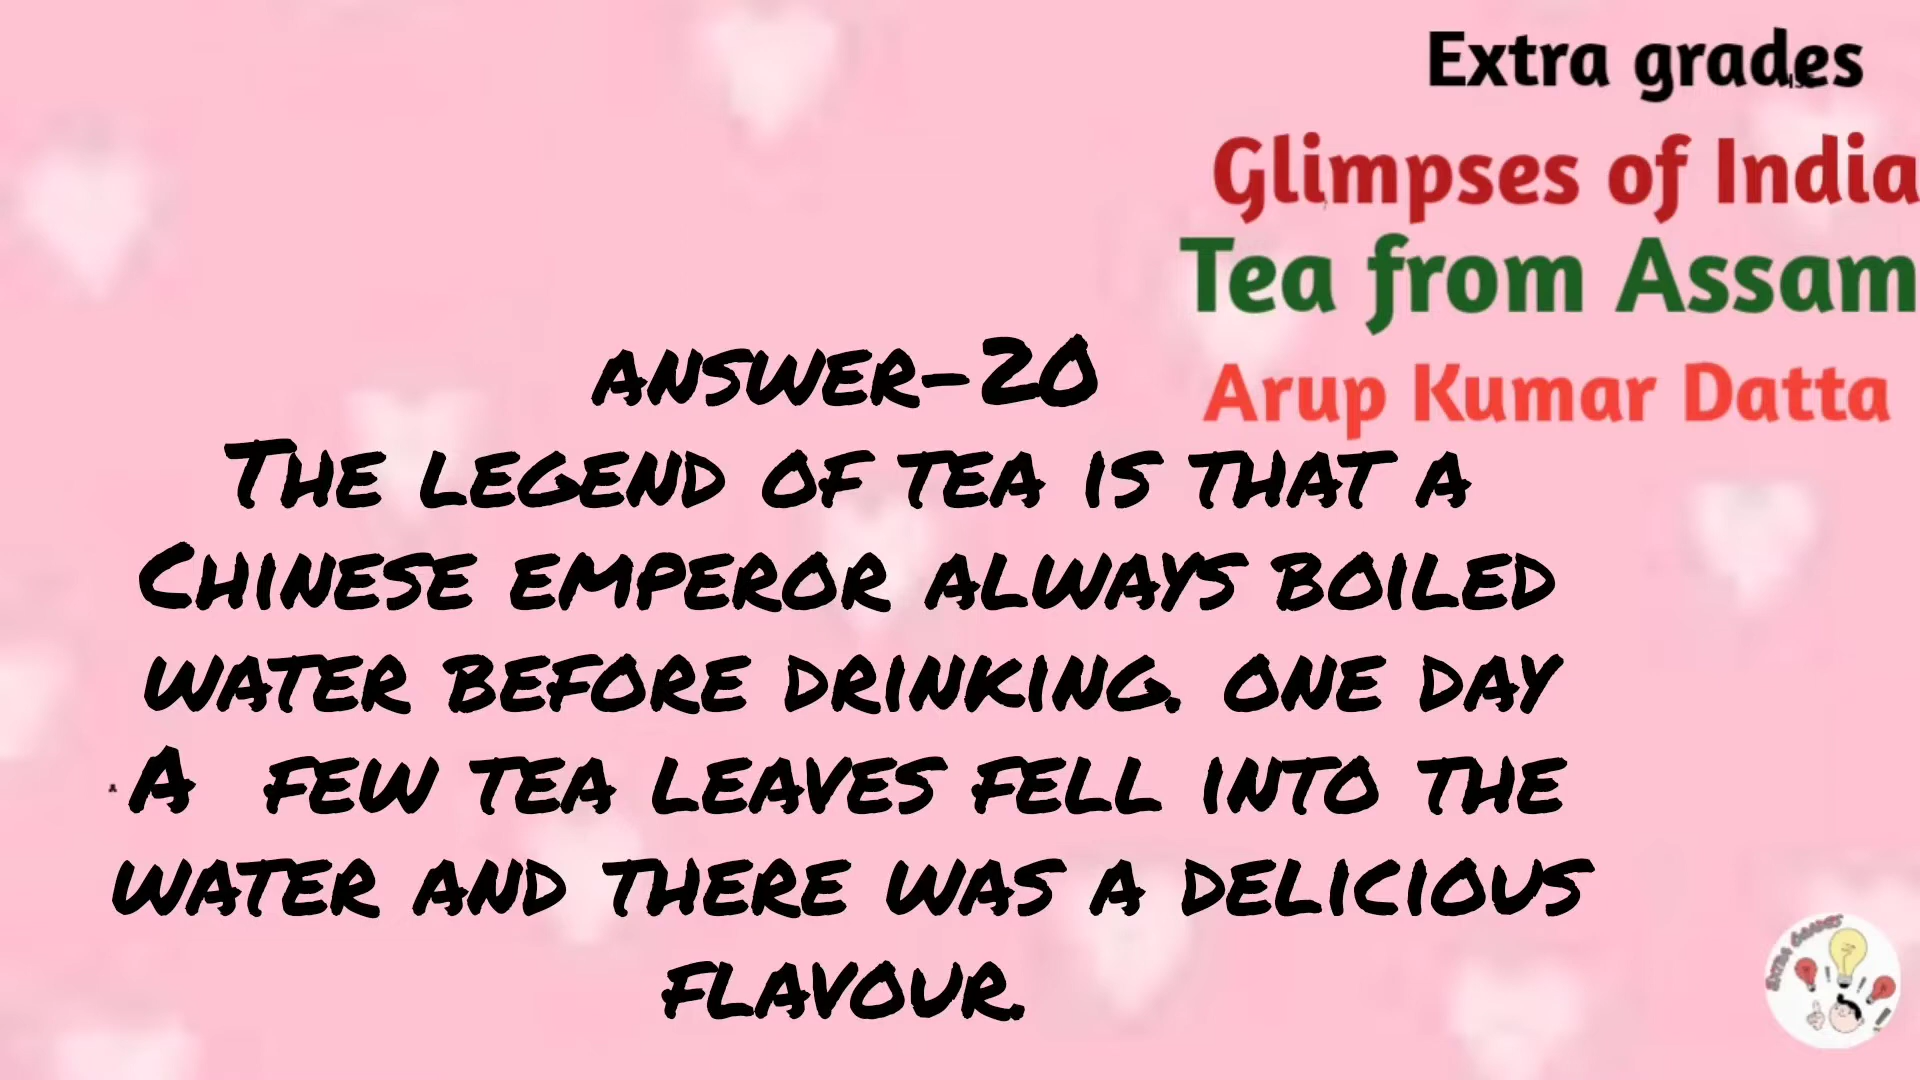 Extra grades
Glimpses of India
Tea from Assam
Arup Kumar Datta
ANSWER-20
THE LEGEND OF TEA IS THAT A
CHINESE EMPEROR ALWAYS BOILED
WATER BEFORE DRINKING. ONE DAY
A FEW TEA LEAVES FELL INTO THE
WATER AND THERE WAS A DELICIOUS
FLAVOUR.
EXTRA GRADES